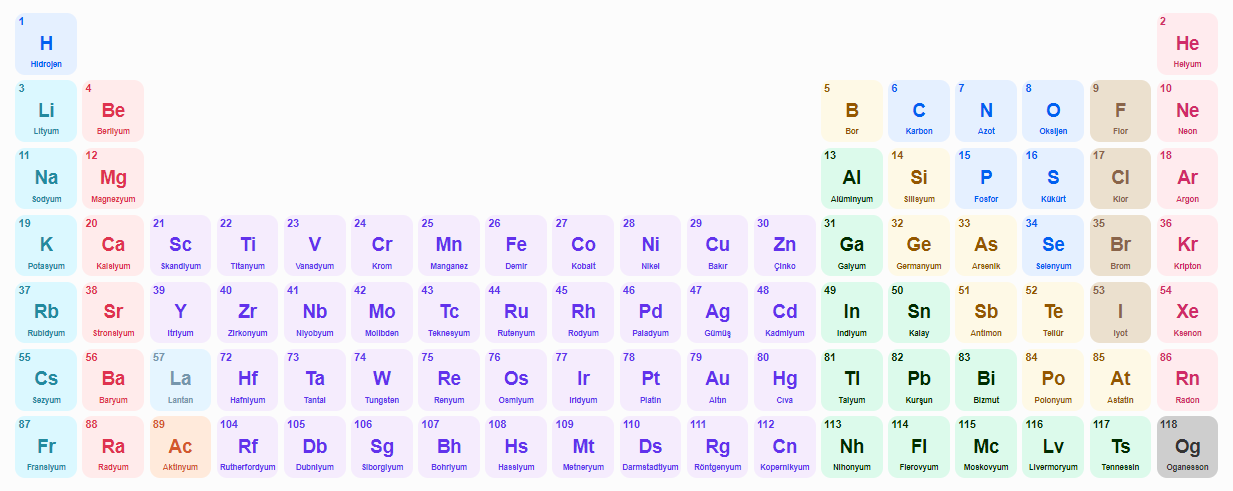 1 2
H He
Hidrojen Helyum
3 4 5 6 7 8 9 10
Li Be B C N O F Ne
Lityum Berilyum Bor Karbon Azot Oksijen Flor Neon
11 12 13 14 15 16 17 18
Na Mg Al Si P S Cl Ar
Sodyum Magnezyum Alüminyum Silisyum Fosfor Kükürt Klor Argon
19 20 21 22 23 24 25 26 27 28 29 30 31 32 33 34 35 36
K Ca Sc Ti V Cr Mn Fe Co Ni Cu Zn Ga Ge As Se Br Kr
Potasyum Kalsiyum Skandiyum Titanyum Vanadyum Krom Manganez Demir Kobalt Nikel Bakır Çinko Galyum Germanyum Arsenik Selenyum Brom Kripton
37 38 39 40 41 42 43 44 45 46 47 48 49 50 51 52 53 54
Rb Sr Y Zr Nb Mo Tc Ru Rh Pd Ag Cd In Sn Sb Te I Xe
Rubidyum Stronsiyum İtriyum Zirkonyum Niyobyum Molibden Teknesyum Rutenyum Rodyum Paladyum Gümüş Kadmiyum İndiyum Kalay Antimon Tellür İyot Ksenon
55 56 57 72 73 74 75 76 77 78 79 80 81 82 83 84 85 86
Cs Ba La Hf Ta W Re Os Ir Pt Au Hg Tl Pb Bi Po At Rn
Sezyum Baryum Lantan Hafniyum Tantal Tungsten Renyum Osmiyum İridyum Platin Altın Cıva Talyum Kurşun Bizmut Polonyum Astatin Radon
87 88 89 104 105 106 107 108 109 110 111 112 113 114 115 116 117 118
Fr Ra Ac Rf Db Sg Bh Hs Mt Ds Rg Cn Nh Fl Mc Lv Ts Og
Fransiyum Radyum Aktinyum Rutherfordyum Dubniyum Siborgiyum Bohriyum Hassiyum Metneryum Darmstadtiyum Röntgenyum Kopernikyum Nihonyum Flerovyum Moskovyum Livermoryum Tennessin Oganesson